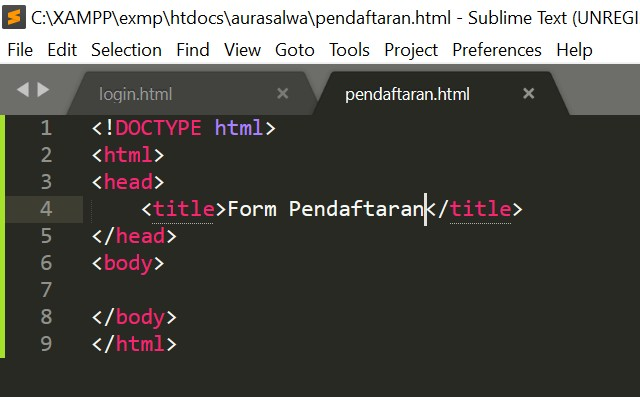 C:\XAMPP\exmp\htdocs\aurasalwa\pendaftaran.html - Sublime Text (UNREGI
File Edit Selection Find View Goto Tools Project Preferences Help
login.html × pendaftaran.html ×
1 <!DOCTYPE html>
2 <html>
3 <head>
4 <title>Form Pendaftaran</title>
5 </head>
6 <body>
7
8 </body>
9 </html>